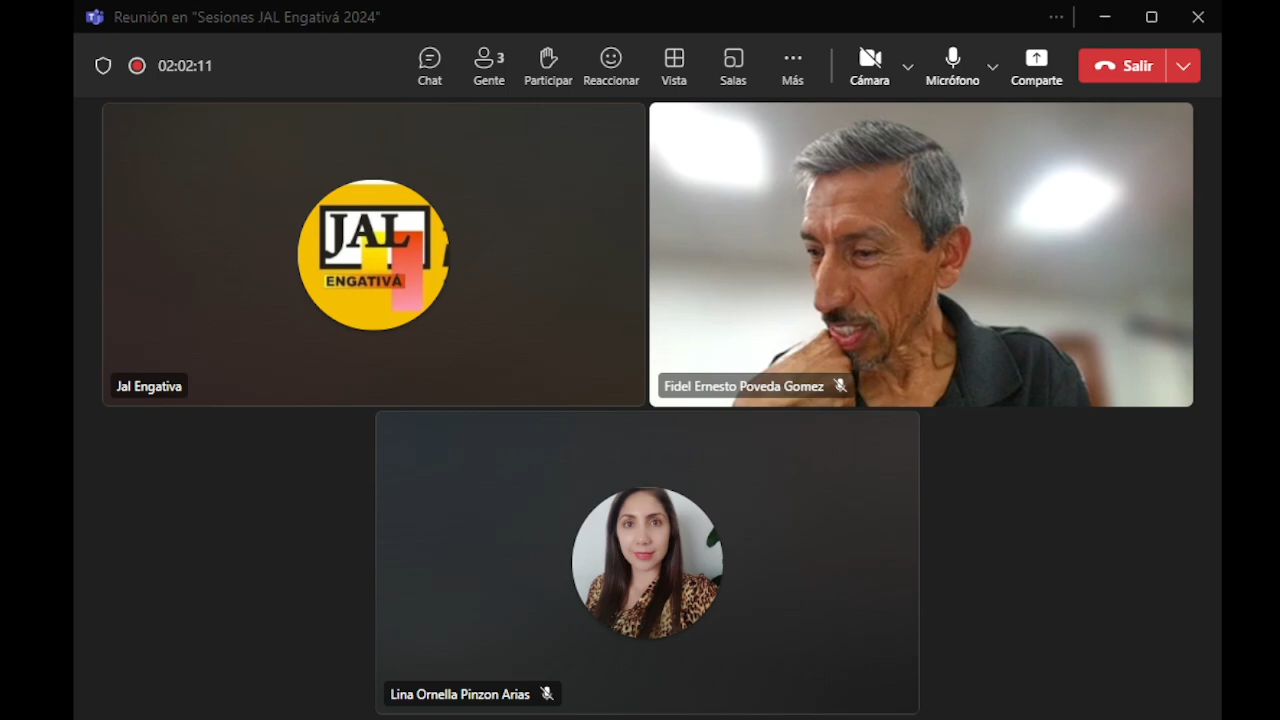 Reunión en "Sesiones JAL Engativá 2024"
02:02:11
3
Chat
Gente
Participar
Reaccionar
Vista
Salas
Más
Cámara
Micrófono
Comparte
Salir
JAL
ENGATIVÁ
Jal Engativa
Fidel Ernesto Poveda Gomez
Lina Ornella Pinzon Arias